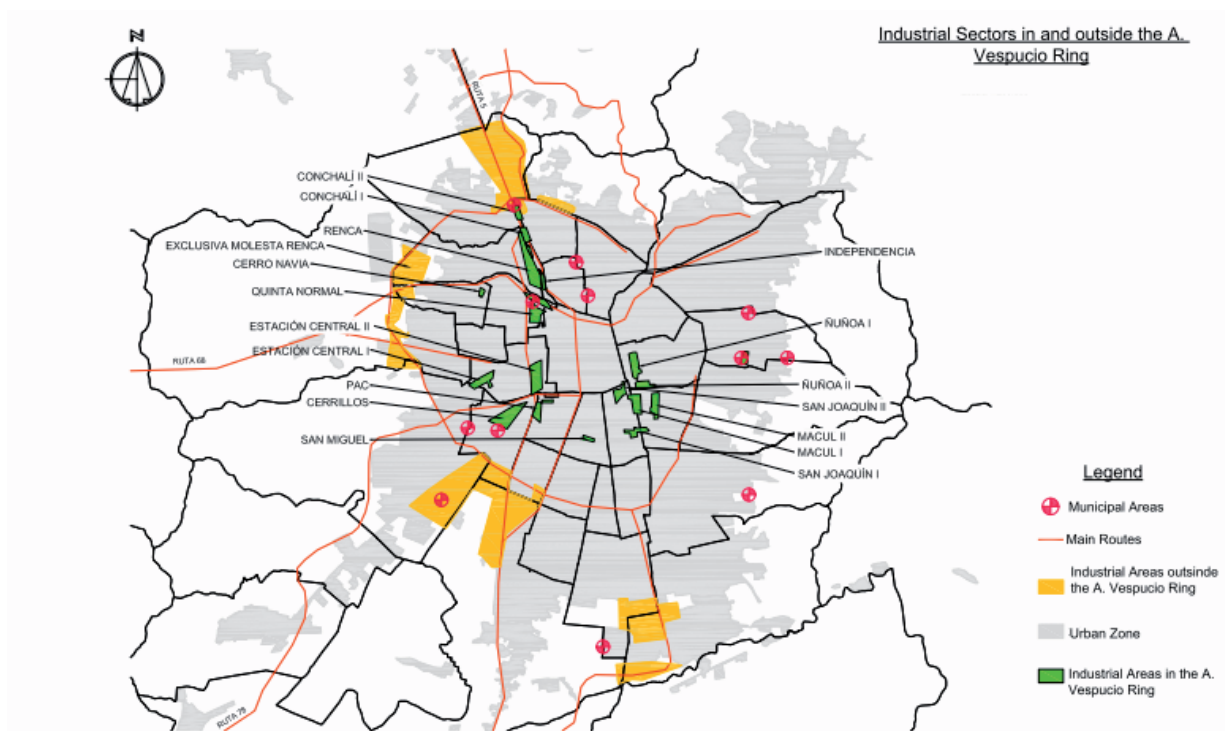 Industrial Sectors in and outside the A.
Vespucio Ring
N
RUTA 5
CONCHALÍ II
CONCHALÍ I
RENCA
EXCLUSIVA MOLESTA RENCA
CERRO NAVIA
QUINTA NORMAL
ESTACIÓN CENTRAL II
ESTACIÓN CENTRAL I
RUTA 68
PAC
CERRILLOS
SAN MIGUEL
INDEPENDENCIA
ÑUÑOA I
ÑUÑOA II
SAN JOAQUÍN II
MACUL II
MACUL I
SAN JOAQUÍN I
RUTA 78
Legend
Municipal Areas
Main Routes
Industrial Areas outsinde
the A. Vespucio Ring
Urban Zone
Industrial Areas in the A.
Vespucio Ring